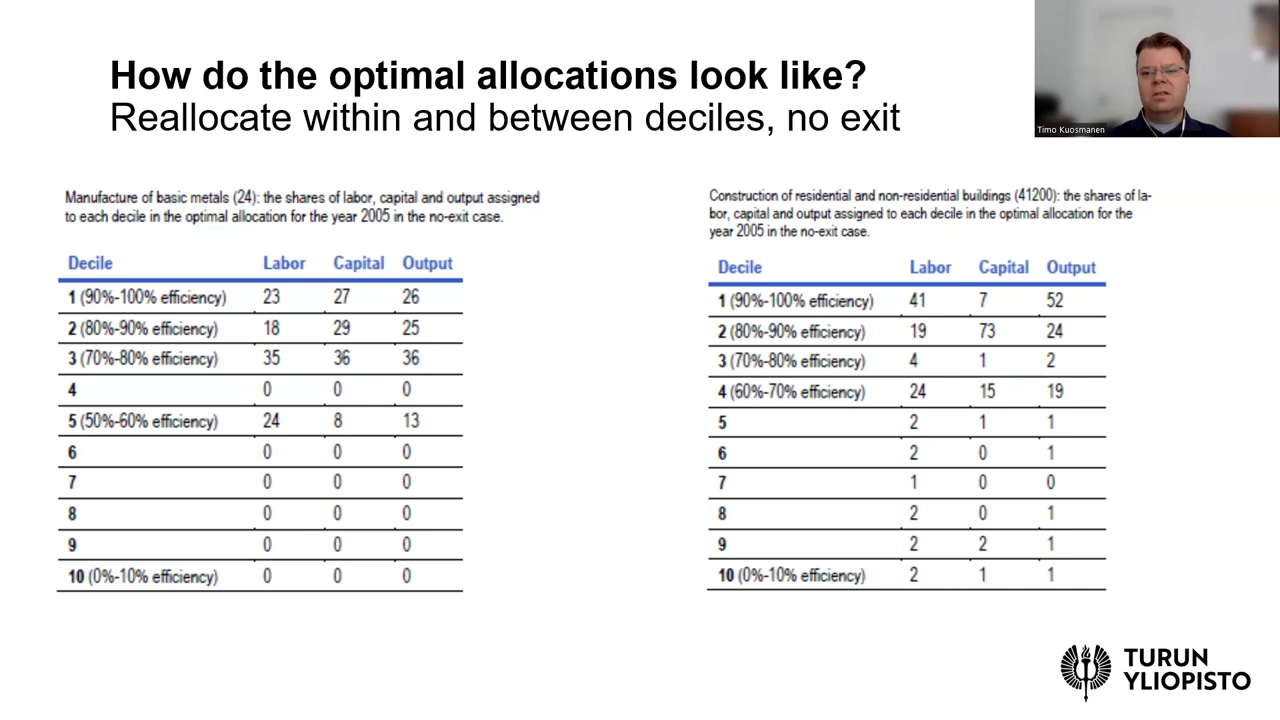 How do the optimal allocations look like?
Reallocate within and between deciles, no exit
Timo Kuosmanen
Manufacture of basic metals (24): the shares of labor, capital and output assigned
to each decile in the optimal allocation for the year 2005 in the no-exit case.
Decile Labor Capital Output
1 (90%-100% efficiency) 23 27 26
2 (80%-90% efficiency) 18 29 25
3 (70%-80% efficiency) 35 36 36
4 0 0 0
5 (50%-60% efficiency) 24 8 13
6 0 0 0
7 0 0 0
8 0 0 0
9 0 0 0
10 (0%-10% efficiency) 0 0 0
Construction of residential and non-residential buildings (41200): the shares of la-
bor, capital and output assigned to each decile in the optimal allocation for the
year 2005 in the no-exit case.
Decile Labor Capital Output
1 (90%-100% efficiency) 41 7 52
2 (80%-90% efficiency) 19 73 24
3 (70%-80% efficiency) 4 1 2
4 (60%-70% efficiency) 24 15 19
5 2 1 1
6 2 0 1
7 1 0 0
8 2 0 1
9 2 2 1
10 (0%-10% efficiency) 2 1 1
TURUN
YLIOPISTO